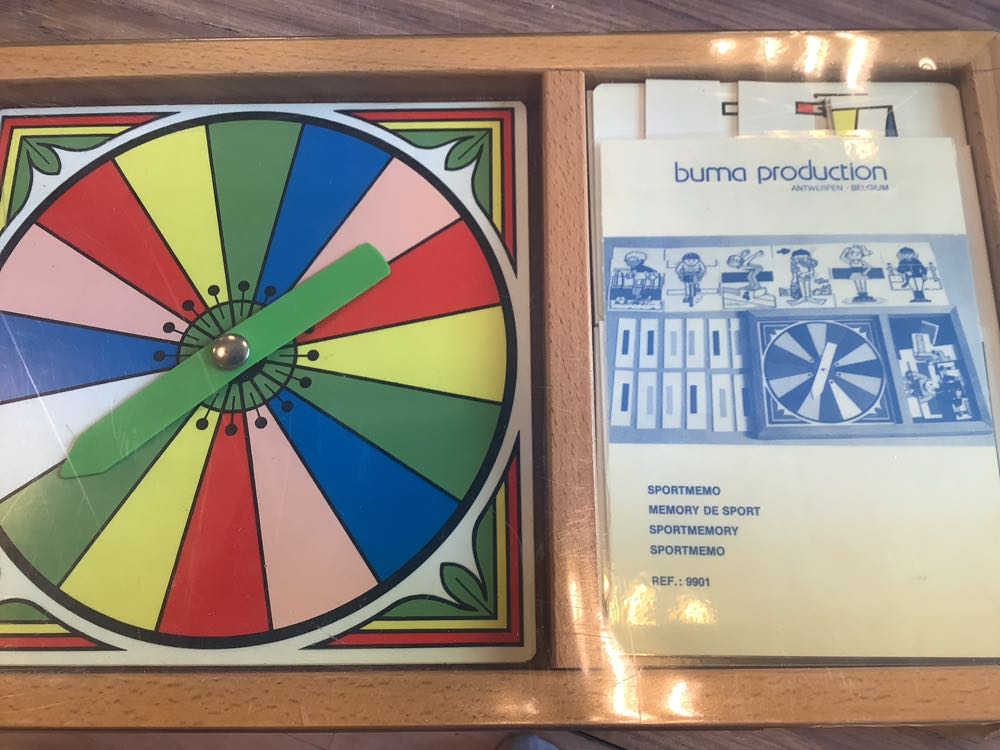 buma production
ANTWERPEN - BELGIUM
SPORTMEMO
MEMORY DE SPORT
SPORTMEMORY
SPORTMEMO
REF.: 9901